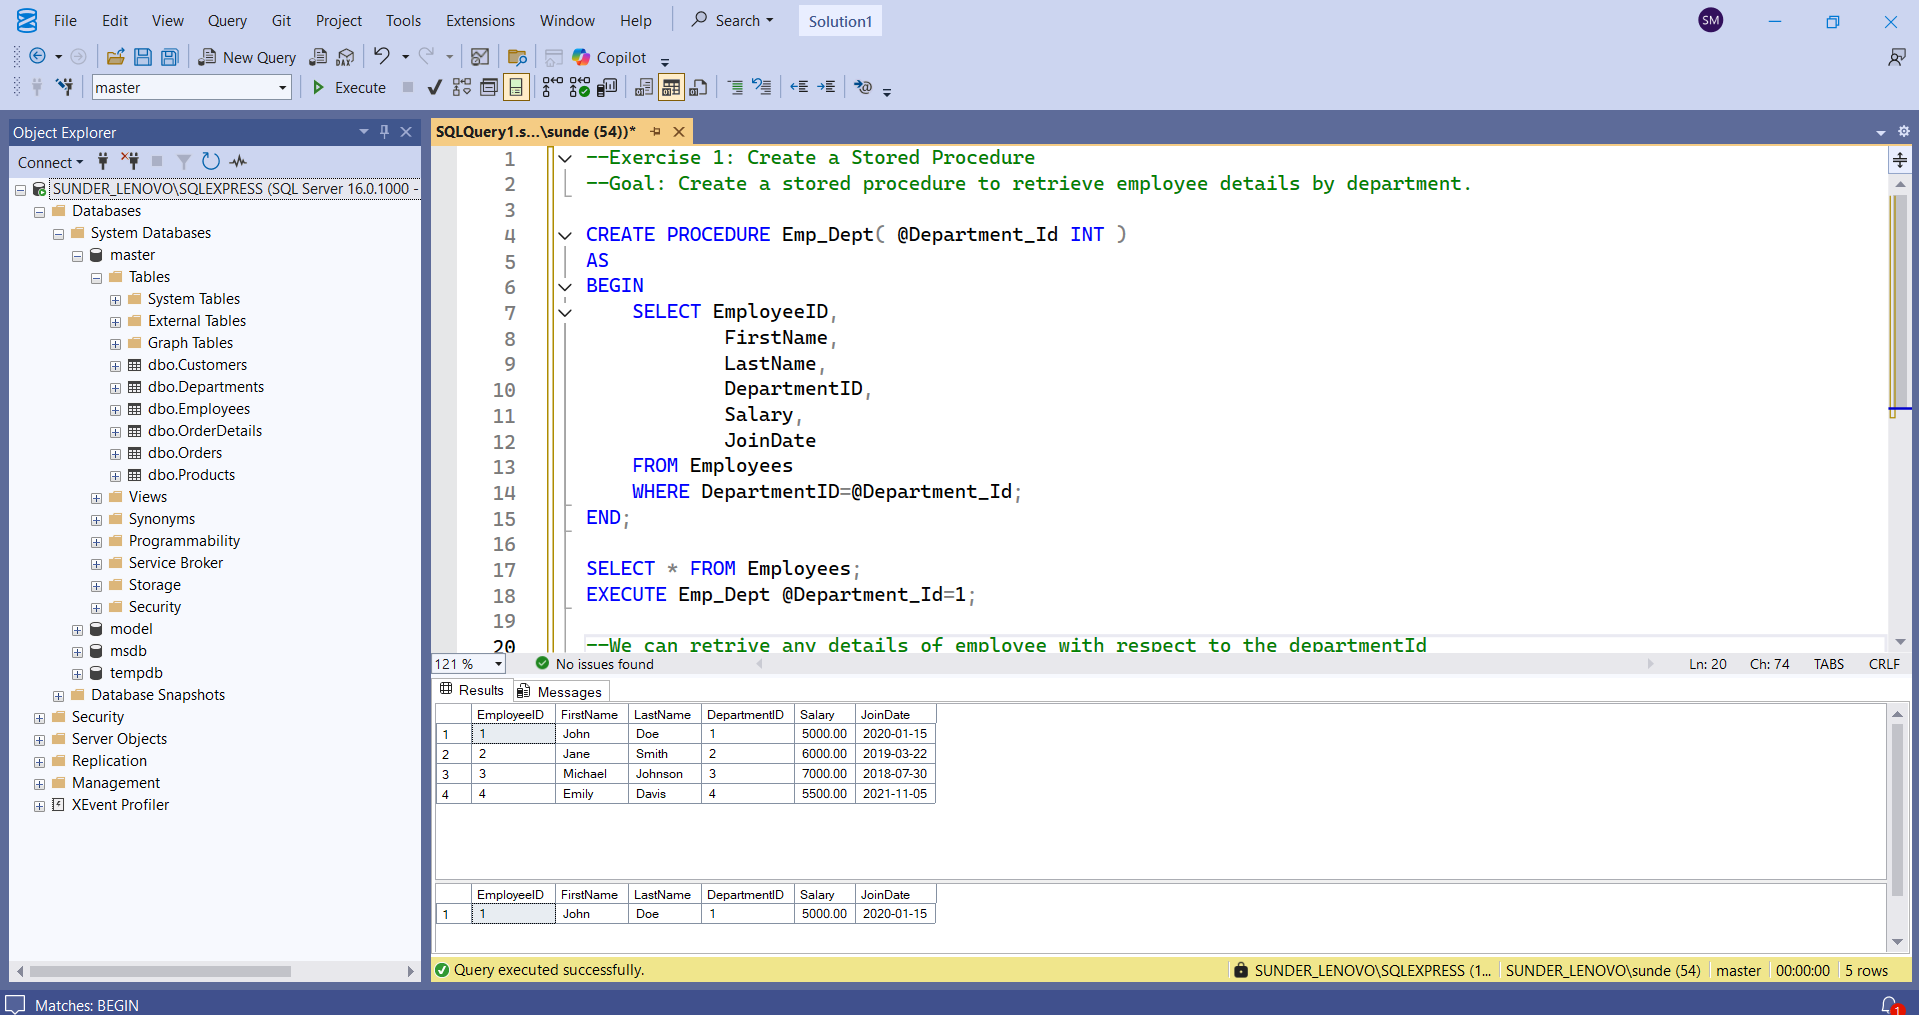 File Edit View Query Git Project Tools Extensions Window Help Search Solution1 SM
New Query DAX Copilot
master Execute
Object Explorer
Connect
SUNDER_LENOVO\SQLEXPRESS (SQL Server 16.0.1000 -
Databases
System Databases
master
Tables
System Tables
External Tables
Graph Tables
dbo.Customers
dbo.Departments
dbo.Employees
dbo.OrderDetails
dbo.Orders
dbo.Products
Views
Synonyms
Programmability
Service Broker
Storage
Security
model
msdb
tempdb
Database Snapshots
Security
Server Objects
Replication
Management
XEvent Profiler
SQLQuery1.s...\sunde (54))*
1 --Exercise 1: Create a Stored Procedure
2 --Goal: Create a stored procedure to retrieve employee details by department.
3
4 CREATE PROCEDURE Emp_Dept( @Department_Id INT )
5 AS
6 BEGIN
7 SELECT EmployeeID,
8 FirstName,
9 LastName,
10 DepartmentID,
11 Salary,
12 JoinDate
13 FROM Employees
14 WHERE DepartmentID=@Department_Id;
15 END;
16
17 SELECT * FROM Employees;
18 EXECUTE Emp_Dept @Department_Id=1;
19
20 --We can retrive any details of employee with respect to the departmentId
121 % No issues found Ln: 20 Ch: 74 TABS CRLF
Results Messages
EmployeeID FirstName LastName DepartmentID Salary JoinDate
1 1 John Doe 1 5000.00 2020-01-15
2 2 Jane Smith 2 6000.00 2019-03-22
3 3 Michael Johnson 3 7000.00 2018-07-30
4 4 Emily Davis 4 5500.00 2021-11-05
EmployeeID FirstName LastName DepartmentID Salary JoinDate
1 1 John Doe 1 5000.00 2020-01-15
Query executed successfully. SUNDER_LENOVO\SQLEXPRESS (1... SUNDER_LENOVO\sunde (54) master 00:00:00 5 rows
Matches: BEGIN 1